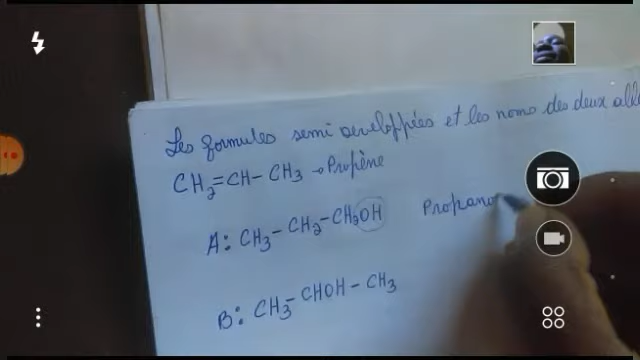 Les formules semi developpées et les noms des deux
CH2=CH-CH3 → Propène
A: CH3-CH2-CH2OH Propano
B: CH3-CHOH-CH3